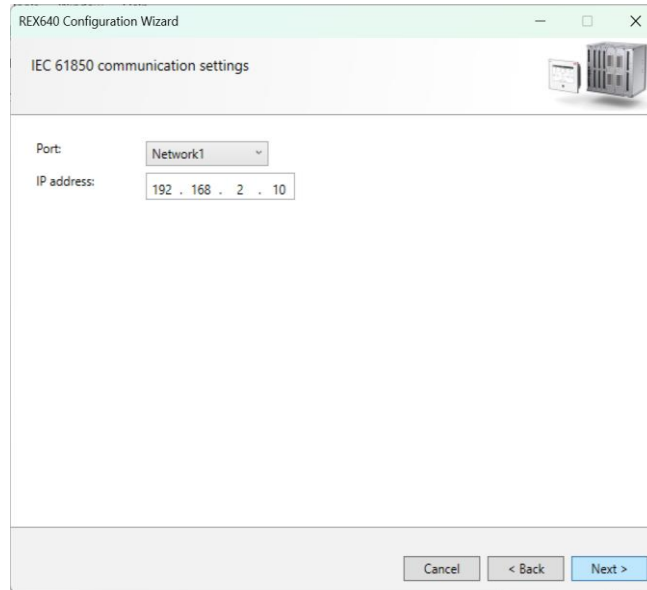 REX640 Configuration Wizard
IEC 61850 communication settings
Port: Network1
IP address: 192 . 168 . 2 . 10
Cancel < Back Next >